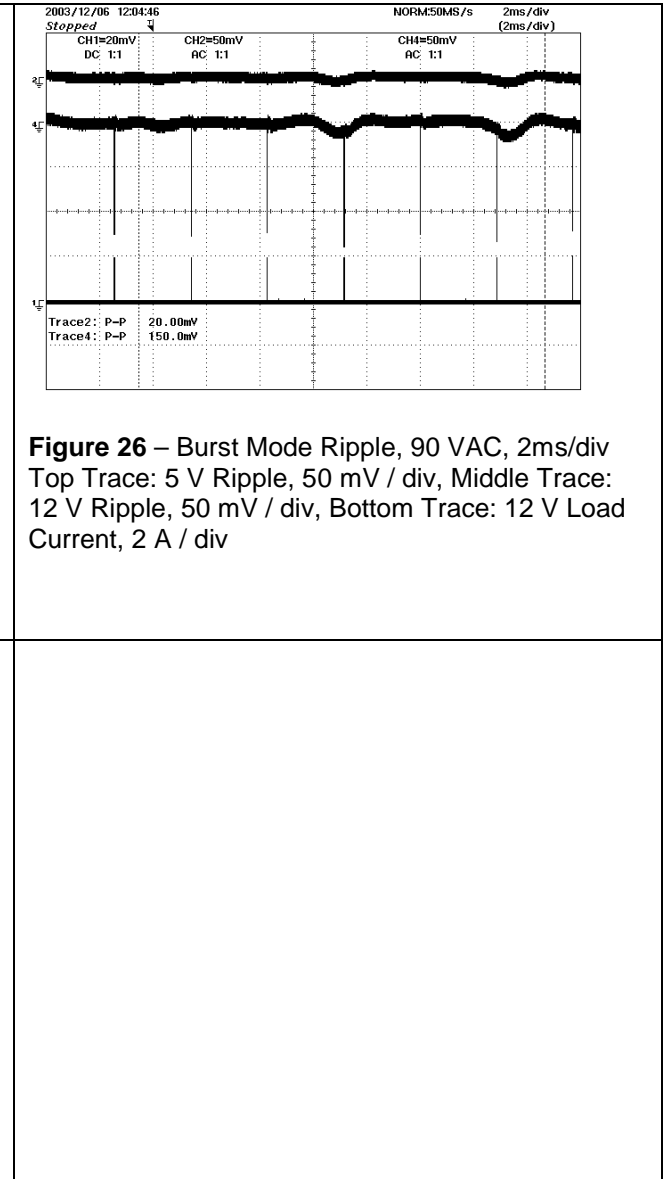 2003/12/06 12:04:46 NORM:50MS/s 2ms/div
Stopped (2ms/div)
CH1=20mV CH2=50mV CH4=50mV
DC 1:1 AC 1:1 AC 1:1
2
4
1
Trace2: P-P 20.00mV
Trace4: P-P 150.0mV
Figure 26 – Burst Mode Ripple, 90 VAC, 2ms/div
Top Trace: 5 V Ripple, 50 mV / div, Middle Trace:
12 V Ripple, 50 mV / div, Bottom Trace: 12 V Load
Current, 2 A / div